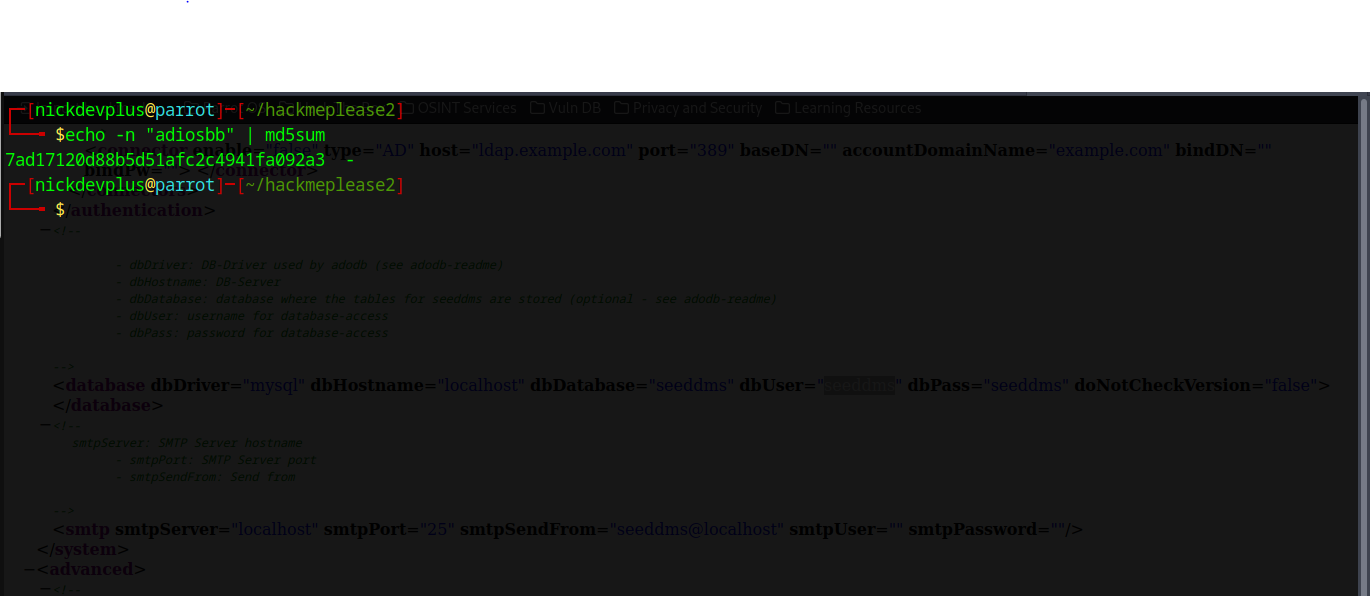 ┌─[nickdevplus@parrot]─[~/hackmeplease2]
OSINT Services Vuln DB Privacy and Security Learning Resources
└──╼ $echo -n "adiosbb" | md5sum
<connector enable="false" type="AD" host="ldap.example.com" port="389" baseDN="" accountDomainName="example.com" bindDN=""
7ad17120d88b5d51afc2c4941fa092a3  -
bindPw=""> </connector>
┌─[nickdevplus@parrot]─[~/hackmeplease2]
└──╼ $
</authentication>
−<!--
- dbDriver: DB-Driver used by adodb (see adodb-readme)
- dbHostname: DB-Server
- dbDatabase: database where the tables for seeddms are stored (optional - see adodb-readme)
- dbUser: username for database-access
- dbPass: password for database-access
-->
<database dbDriver="mysql" dbHostname="localhost" dbDatabase="seeddms" dbUser="seeddms" dbPass="seeddms" doNotCheckVersion="false">
</database>
−<!--
smtpServer: SMTP Server hostname
- smtpPort: SMTP Server port
- smtpSendFrom: Send from
-->
<smtp smtpServer="localhost" smtpPort="25" smtpSendFrom="seeddms@localhost" smtpUser="" smtpPassword=""/>
</system>
−<advanced>
−<!--